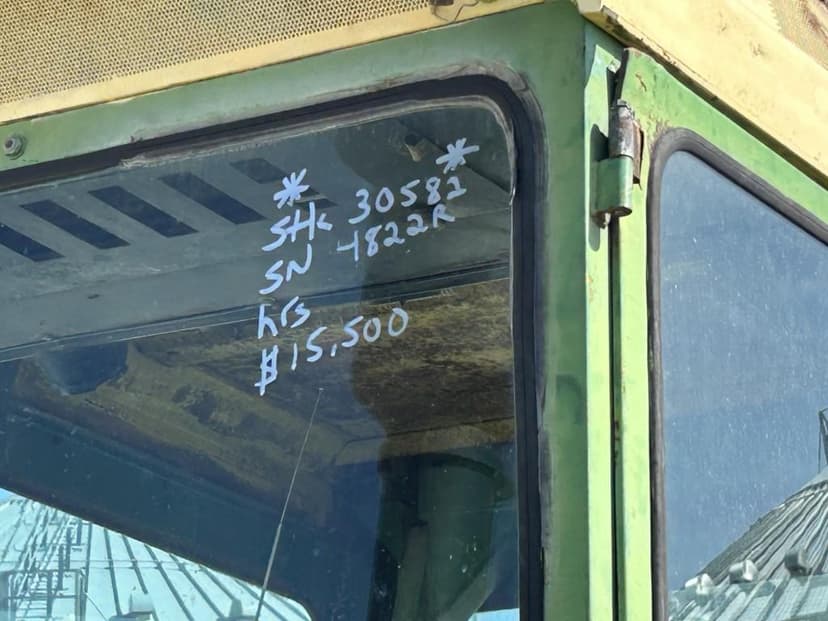 * *
Stk 30582
SN 4822R
hrs
$15,500